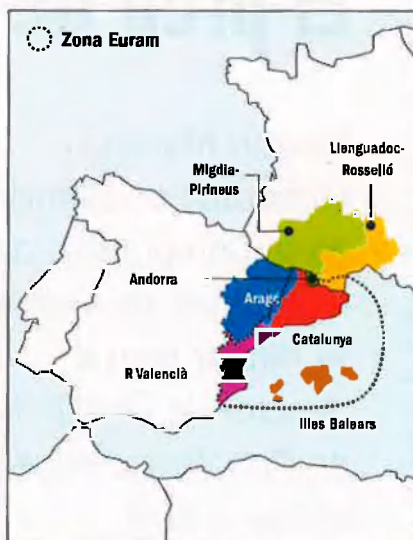 Zona Euram
Llenguadoc-
Rosselló
Migdia-
Pirineus
Andorra
Catalunya
R Valencià
Illes Balears